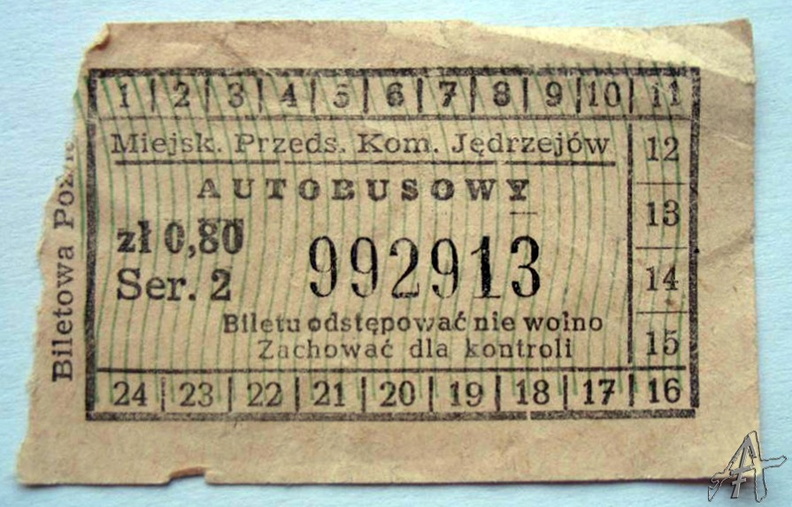 1 2 3 4 5 6 7 8 9 10 11
Miejsk. Przeds. Kom. Jędrzejów
AUTOBUSOWY
zł 0,80
Ser. 2
992913
Biletu odstępować nie wolno
Zachować dla kontroli
12
13
14
15
24 23 22 21 20 19 18 17 16
Biletowa